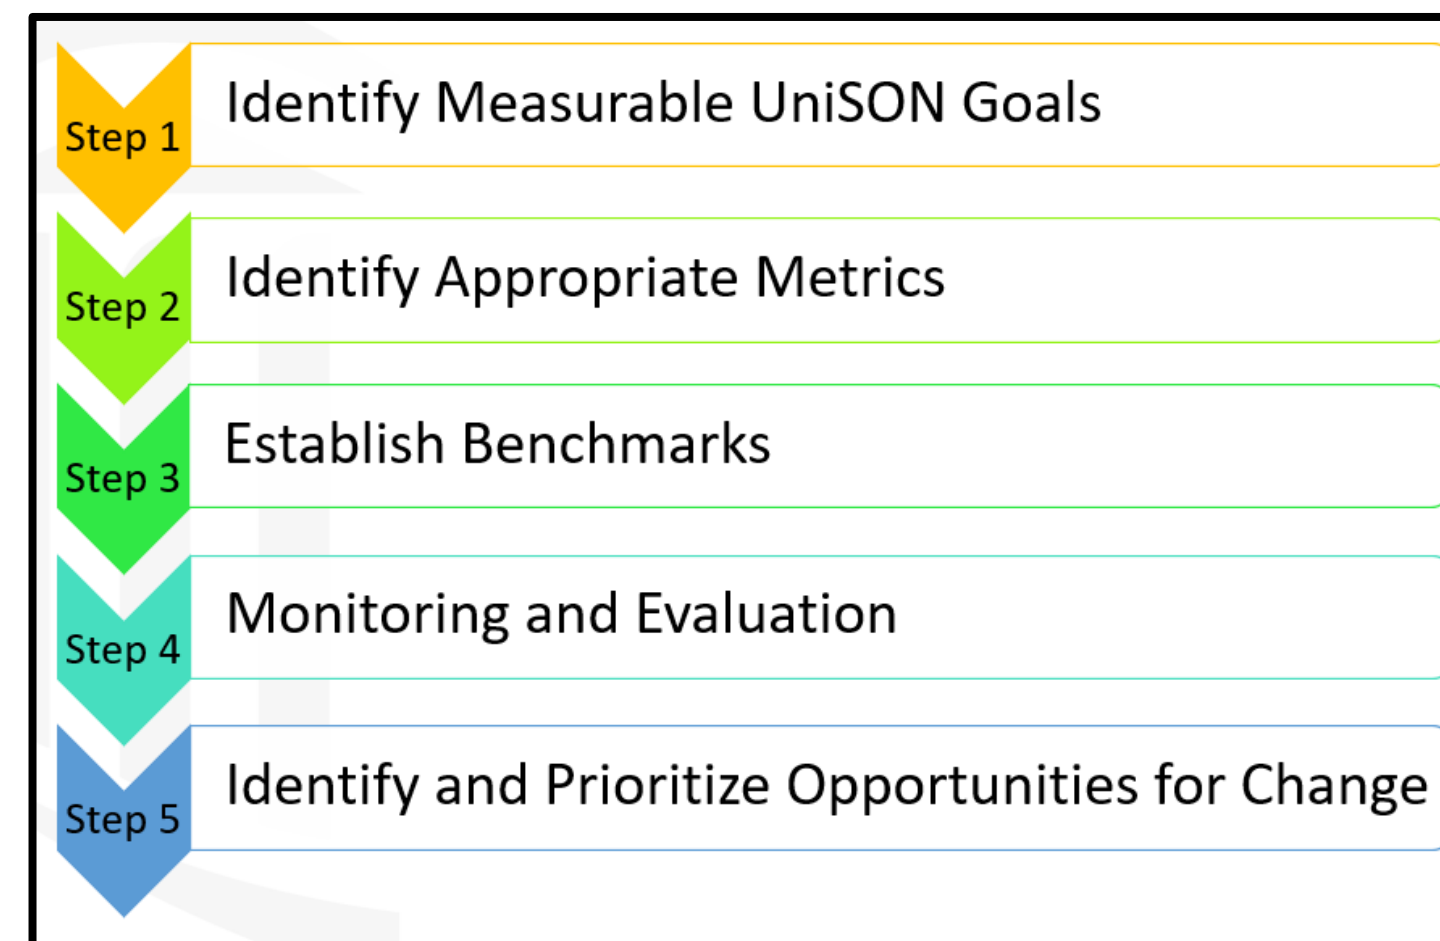 Step 1
Identify Measurable UniSON Goals
Step 2
Identify Appropriate Metrics
Step 3
Establish Benchmarks
Step 4
Monitoring and Evaluation
Step 5
Identify and Prioritize Opportunities for Change